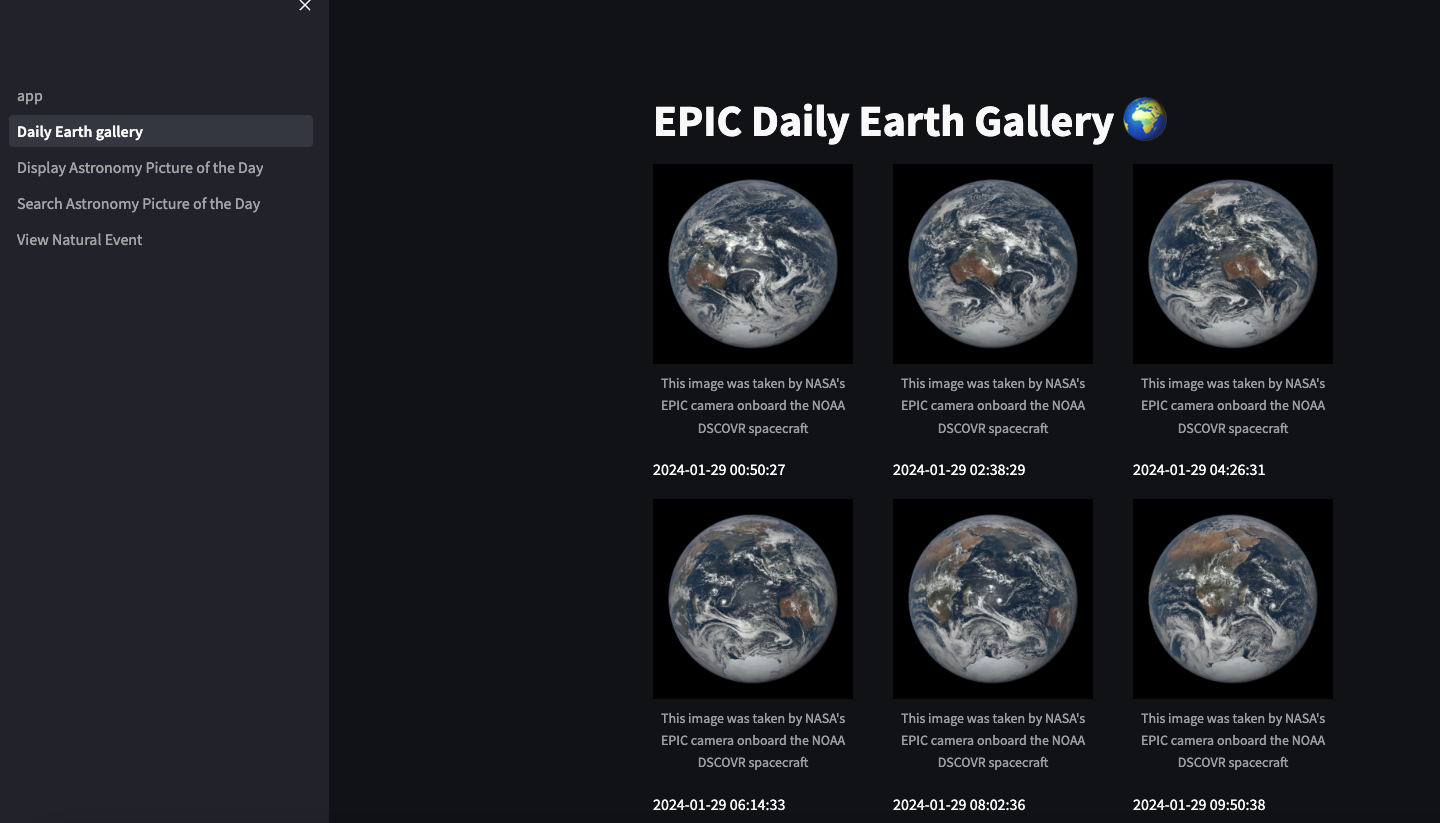 app
Daily Earth gallery
Display Astronomy Picture of the Day
Search Astronomy Picture of the Day
View Natural Event
EPIC Daily Earth Gallery 🌍
This image was taken by NASA's
EPIC camera onboard the NOAA
DSCOVR spacecraft
2024-01-29 00:50:27
This image was taken by NASA's
EPIC camera onboard the NOAA
DSCOVR spacecraft
2024-01-29 02:38:29
This image was taken by NASA's
EPIC camera onboard the NOAA
DSCOVR spacecraft
2024-01-29 04:26:31
This image was taken by NASA's
EPIC camera onboard the NOAA
DSCOVR spacecraft
2024-01-29 06:14:33
This image was taken by NASA's
EPIC camera onboard the NOAA
DSCOVR spacecraft
2024-01-29 08:02:36
This image was taken by NASA's
EPIC camera onboard the NOAA
DSCOVR spacecraft
2024-01-29 09:50:38